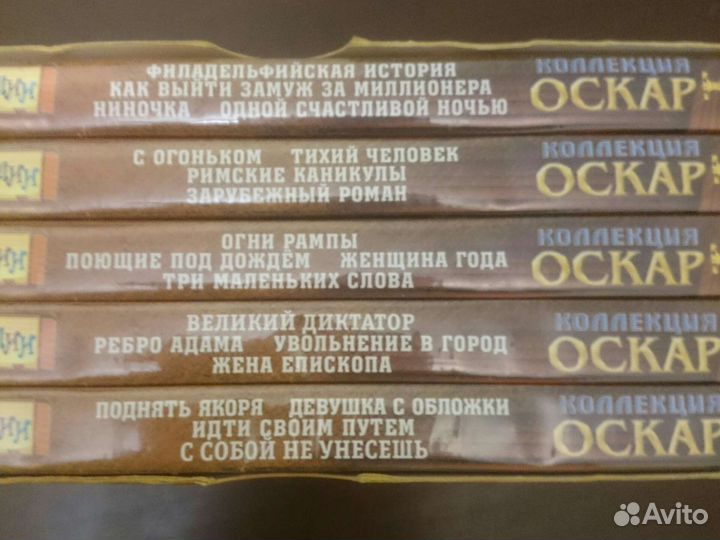 ФИЛАДЕЛЬФИЙСКАЯ ИСТОРИЯ
КАК ВЫЙТИ ЗАМУЖ ЗА МИЛЛИОНЕРА
НИНОЧКА ОДНОЙ СЧАСТЛИВОЙ НОЧЬЮ
КОЛЛЕКЦИЯ
ОСКАР
С ОГОНЬКОМ ТИХИЙ ЧЕЛОВЕК
РИМСКИЕ КАНИКУЛЫ
ЗАРУБЕЖНЫЙ РОМАН
КОЛЛЕКЦИЯ
ОСКАР
ОГНИ РАМПЫ
ПОЮЩИЕ ПОД ДОЖДЁМ ЖЕНЩИНА ГОДА
ТРИ МАЛЕНЬКИХ СЛОВА
КОЛЛЕКЦИЯ
ОСКАР
ВЕЛИКИЙ ДИКТАТОР
РЕБРО АДАМА УВОЛЬНЕНИЕ В ГОРОД
ЖЕНА ЕПИСКОПА
КОЛЛЕКЦИЯ
ОСКАР
ПОДНЯТЬ ЯКОРЯ ДЕВУШКА С ОБЛОЖКИ
ИДТИ СВОИМ ПУТЕМ
С СОБОЙ НЕ УНЕСЕШЬ
КОЛЛЕКЦИЯ
ОСКАР
Avito